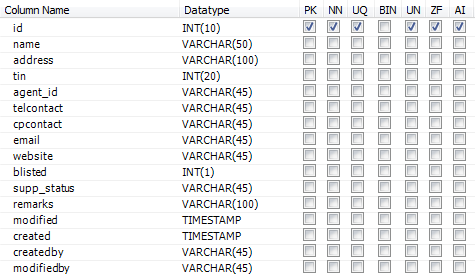 Column Name Datatype PK NN UQ BIN UN ZF AI
id INT(10)
name VARCHAR(50)
address VARCHAR(100)
tin INT(20)
agent_id VARCHAR(45)
telcontact VARCHAR(45)
cpcontact VARCHAR(45)
email VARCHAR(45)
website VARCHAR(45)
blisted INT(1)
supp_status VARCHAR(45)
remarks VARCHAR(100)
modified TIMESTAMP
created TIMESTAMP
createdby VARCHAR(45)
modifiedby VARCHAR(45)